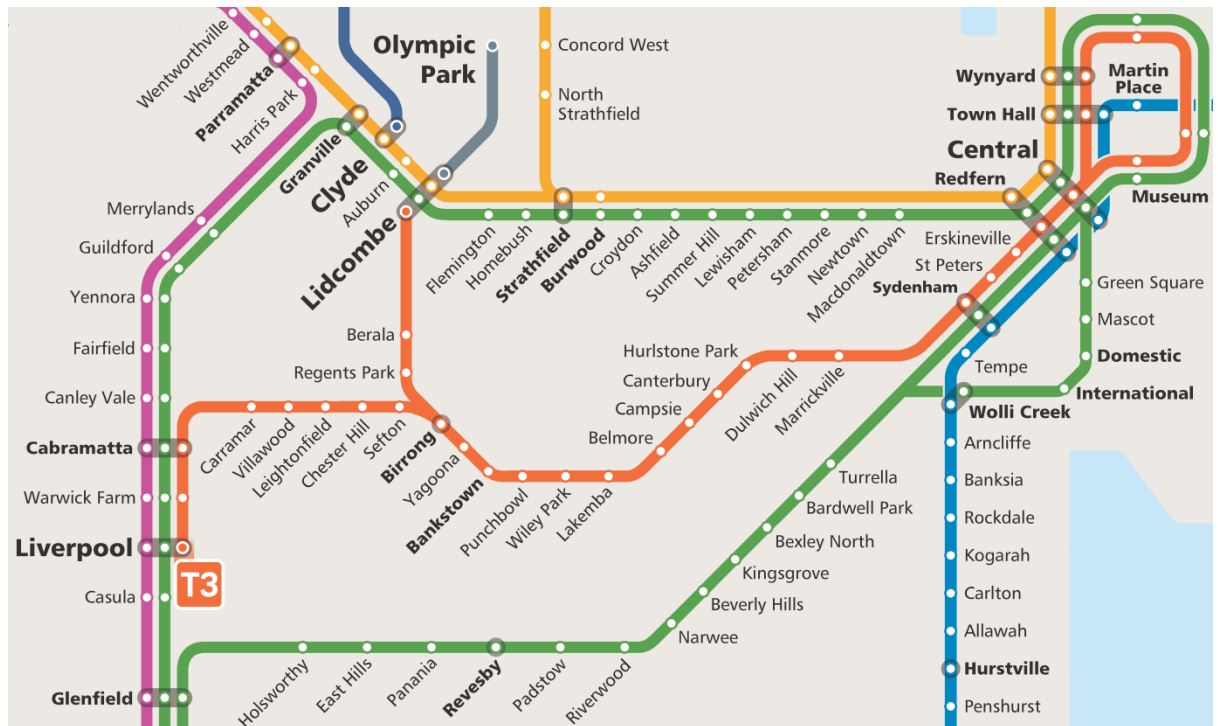 Wentworthville
Westmead
Parramatta
Harris Park
Granville
Clyde
Auburn
Lidcombe
Olympic
Park
Concord West
North
Strathfield
Wynyard
Town Hall
Central
Redfern
Martin
Place
Museum
Merrylands
Guildford
Yennora
Fairfield
Canley Vale
Cabramatta
Warwick Farm
Liverpool
T3
Casula
Glenfield
Flemington
Homebush
Strathfield
Burwood
Croydon
Ashfield
Summer Hill
Lewisham
Petersham
Stanmore
Newtown
Macdonaldtown
Erskineville
St Peters
Sydenham
Green Square
Mascot
Domestic
International
Tempe
Wolli Creek
Berala
Regents Park
Carramar
Villawood
Leightonfield
Chester Hill
Sefton
Birrong
Yagoona
Bankstown
Punchbowl
Wiley Park
Lakemba
Belmore
Campsie
Canterbury
Hurlstone Park
Dulwich Hill
Marrickville
Turrella
Bardwell Park
Bexley North
Kingsgrove
Beverly Hills
Narwee
Riverwood
Padstow
Revesby
Panania
East Hills
Holsworthy
Arncliffe
Banksia
Rockdale
Kogarah
Carlton
Allawah
Hurstville
Penshurst